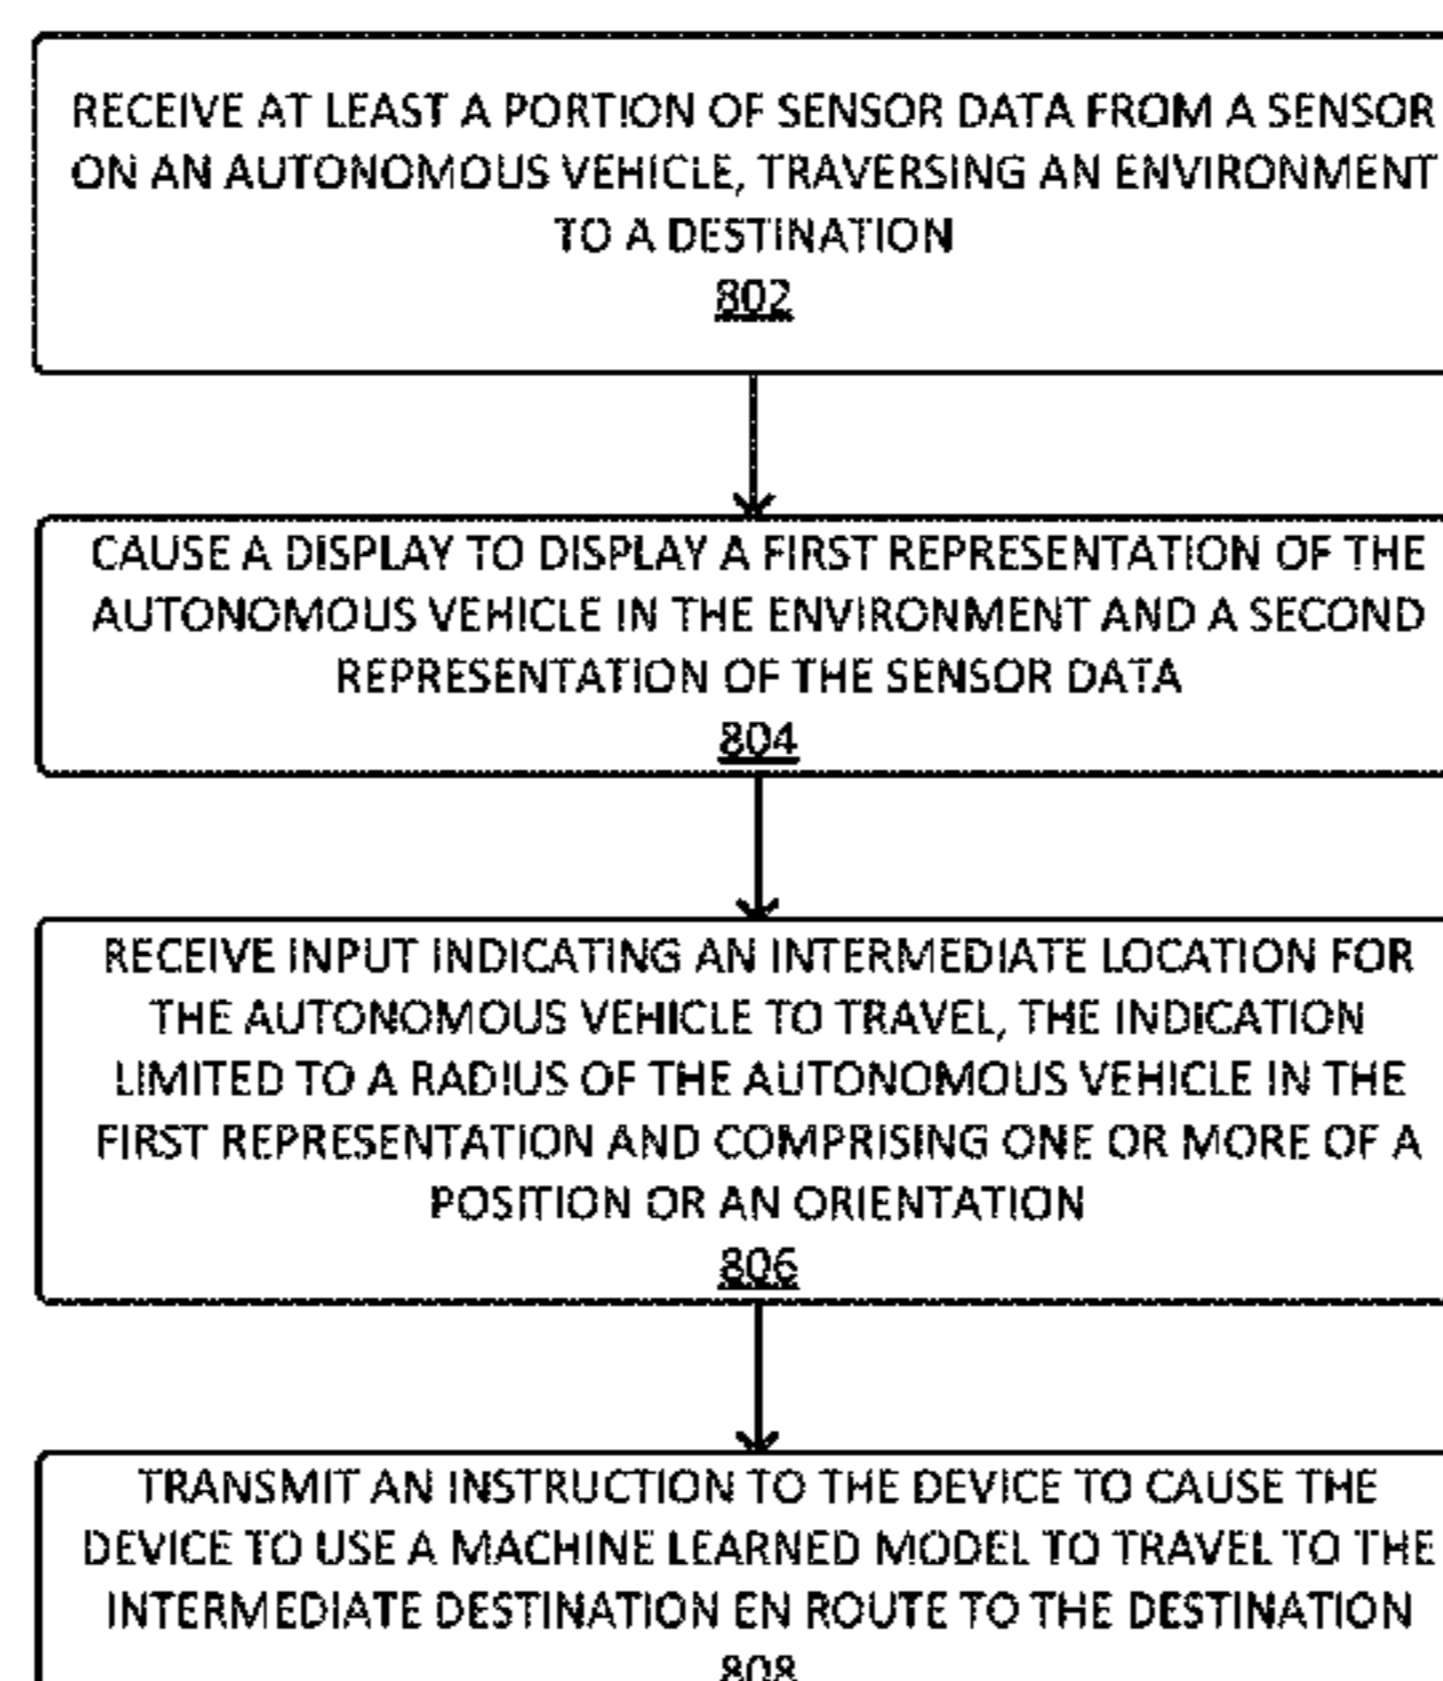 RECEIVE AT LEAST A PORTION OF SENSOR DATA FROM A SENSOR
ON AN AUTONOMOUS VEHICLE, TRAVERSING AN ENVIRONMENT
TO A DESTINATION
802
CAUSE A DISPLAY TO DISPLAY A FIRST REPRESENTATION OF THE
AUTONOMOUS VEHICLE IN THE ENVIRONMENT AND A SECOND
REPRESENTATION OF THE SENSOR DATA
804
RECEIVE INPUT INDICATING AN INTERMEDIATE LOCATION FOR
THE AUTONOMOUS VEHICLE TO TRAVEL, THE INDICATION
LIMITED TO A RADIUS OF THE AUTONOMOUS VEHICLE IN THE
FIRST REPRESENTATION AND COMPRISING ONE OR MORE OF A
POSITION OR AN ORIENTATION
806
TRANSMIT AN INSTRUCTION TO THE DEVICE TO CAUSE THE
DEVICE TO USE A MACHINE LEARNED MODEL TO TRAVEL TO THE
INTERMEDIATE DESTINATION EN ROUTE TO THE DESTINATION
808